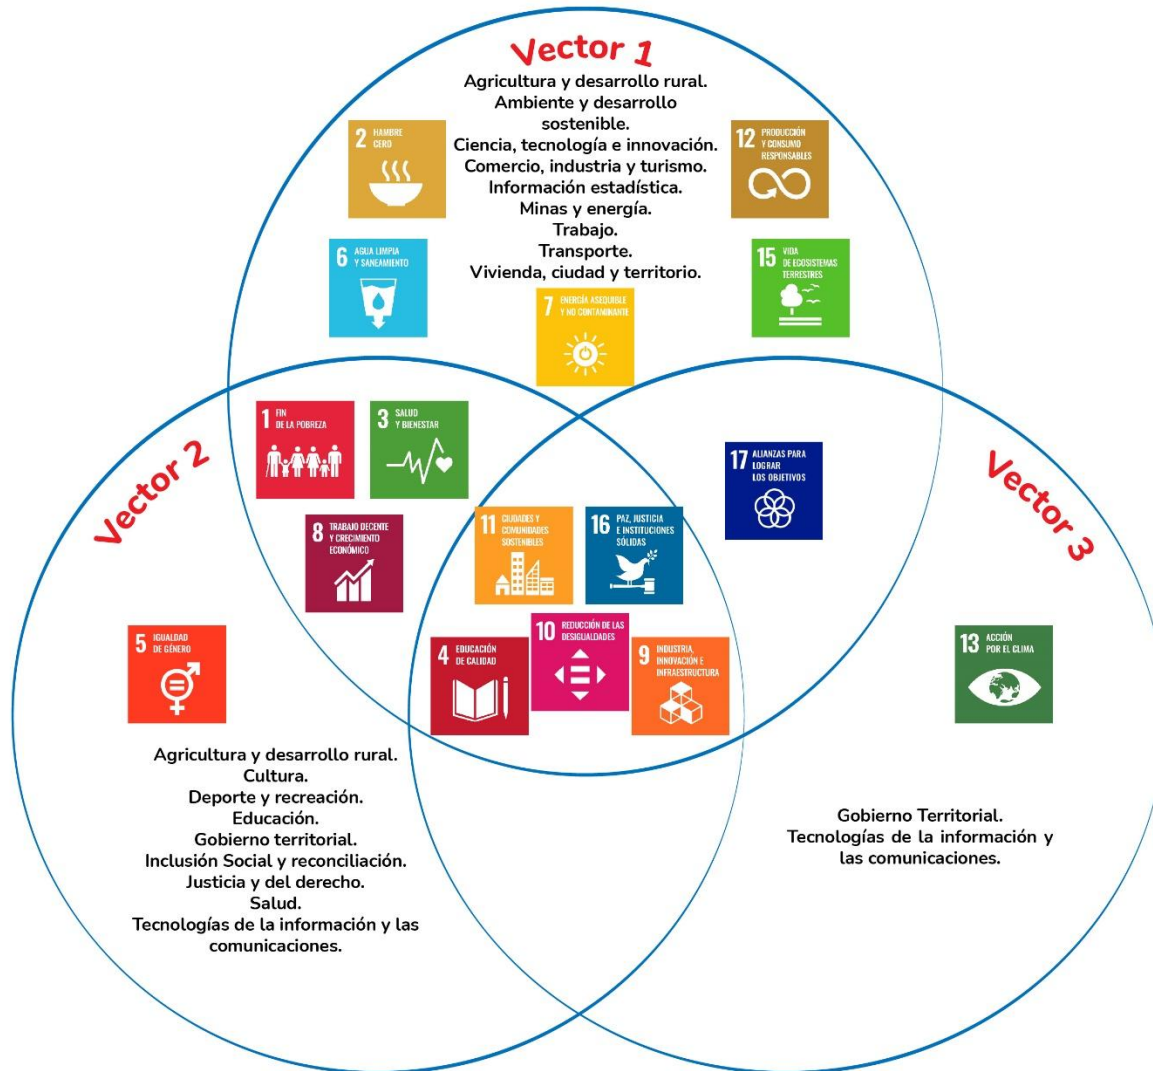 Vector 1
Agricultura y desarrollo rural.
Ambiente y desarrollo
sostenible.
Ciencia, tecnología e innovación.
Comercio, industria y turismo.
Información estadística.
Minas y energía.
Trabajo.
Transporte.
Vivienda, ciudad y territorio.
2 HAMBRE
CERO
12 PRODUCCIÓN
Y CONSUMO
RESPONSABLES
6 AGUA LIMPIA
Y SANEAMIENTO
15 VIDA
DE ECOSISTEMAS
TERRESTRES
7 ENERGÍA ASEQUIBLE
Y NO CONTAMINANTE
Vector 2
1 FIN
DE LA POBREZA
3 SALUD
Y BIENESTAR
17 ALIANZAS PARA
LOGRAR
LOS OBJETIVOS
Vector 3
8 TRABAJO DECENTE
Y CRECIMIENTO
ECONÓMICO
11 CIUDADES Y
COMUNIDADES
SOSTENIBLES
16 PAZ, JUSTICIA
E INSTITUCIONES
SÓLIDAS
5 IGUALDAD
DE GÉNERO
4 EDUCACIÓN
DE CALIDAD
10 REDUCCIÓN DE LAS
DESIGUALDADES
9 INDUSTRIA,
INNOVACIÓN E
INFRAESTRUCTURA
13 ACCIÓN
POR EL CLIMA
Agricultura y desarrollo rural.
Cultura.
Deporte y recreación.
Educación.
Gobierno territorial.
Inclusión Social y reconciliación.
Justicia y del derecho.
Salud.
Tecnologías de la información y las
comunicaciones.
Gobierno Territorial.
Tecnologías de la información y
las comunicaciones.